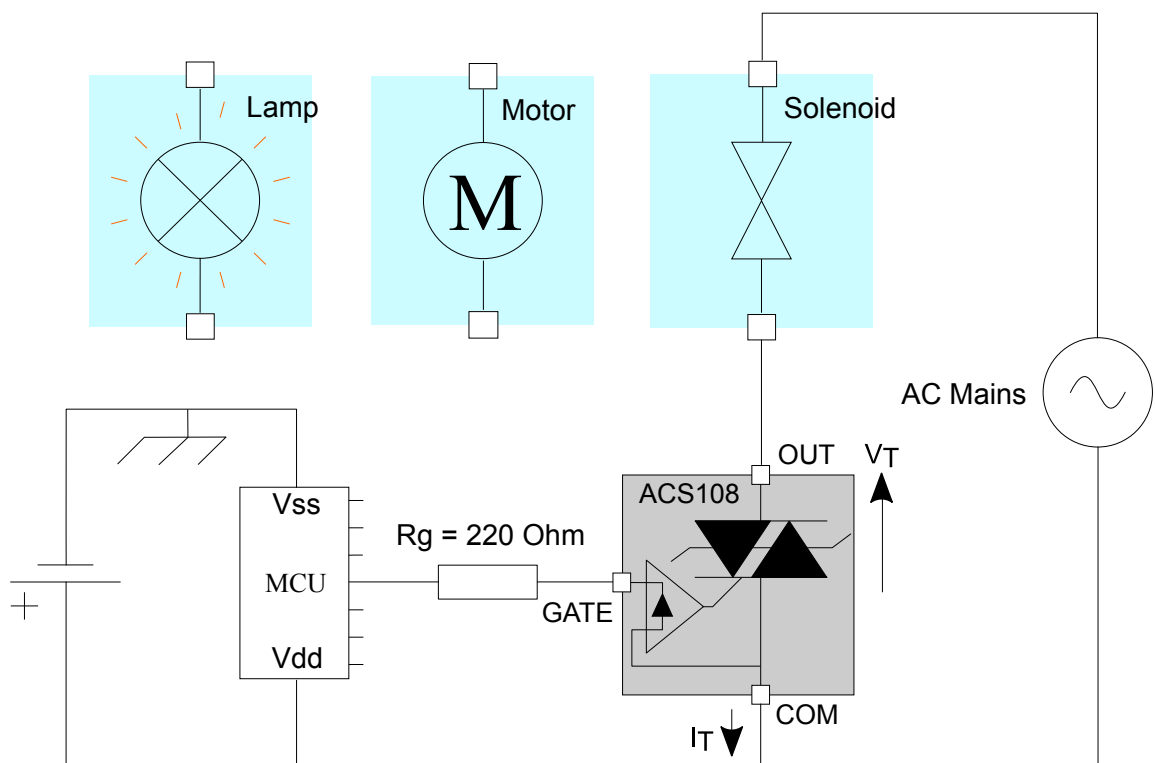 Lamp
Motor
Solenoid
M
AC Mains
OUT
VT
ACS108
Vss
Rg = 220 Ohm
MCU
GATE
+
Vdd
COM
IT